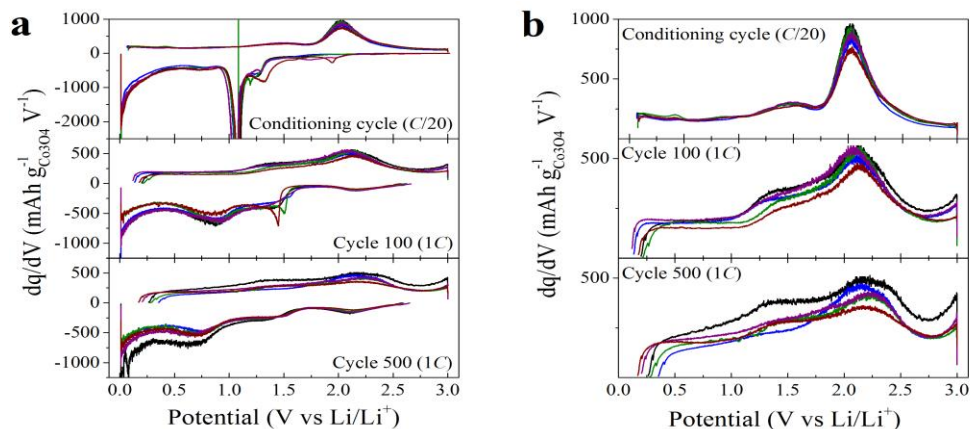 a
1000
0
-1000
-2000
Conditioning cycle (C/20)
500
0
-500
-1000
Cycle 100 (1C)
500
0
-500
-1000
Cycle 500 (1C)
0.0 0.5 1.0 1.5 2.0 2.5 3.0
Potential (V vs Li/Li⁺)
dq/dV (mAh g⁻¹Co3O4 V⁻¹)
b
1000
Conditioning cycle (C/20)
500
Cycle 100 (1C)
500
Cycle 500 (1C)
500
0.0 0.5 1.0 1.5 2.0 2.5 3.0
Potential (V vs Li/Li⁺)
dq/dV (mAh g⁻¹Co3O4 V⁻¹)